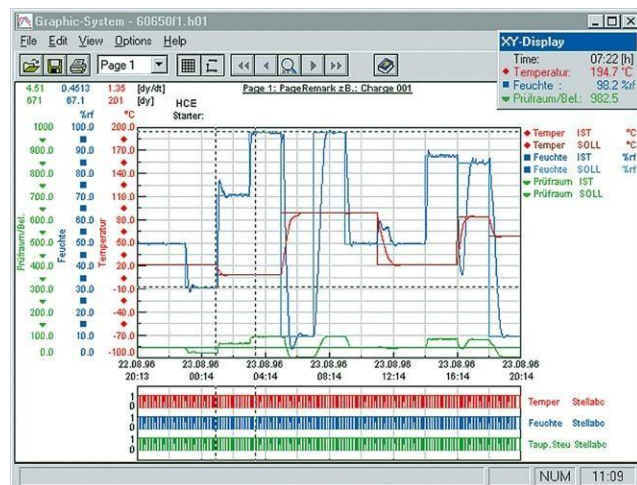 Graphic-System - 60650f1.h01
File Edit View Options Help
Page 1
XY-Display
Time: 07:22 [h]
Temperatur: 194.7 °C
Feuchte : 98.2 %rf
Prüfraum/Bel.: 982.5
4.51 0.4513 1.35 [dy/dt]
671 67.1 201 [dy]
Page 1: PageRemark z.B.: Charge 001
HCE
Starter:
%rf °C
1000 100.0 200.0
900.0 90.0 170.0
800.0 80.0 140.0
700.0 70.0 110.0
600.0 60.0 80.0
500.0 50.0 50.0
400.0 40.0 20.0
300.0 30.0 -10.0
200.0 20.0 -40.0
100.0 10.0 -70.0
0.0 0.0 -100.0
Prüfraum/Bel.
Feuchte
Temperatur
Temper IST °C
Temper SOLL °C
Feuchte IST %rf
Feuchte SOLL %rf
Prüfraum IST
Prüfraum SOLL
22.08.96 23.08.96 23.08.96 23.08.96 23.08.96 23.08.96 23.08.96
20:13 00:14 04:14 08:14 12:14 16:14 20:14
1
0
Temper Stellabc
1
0
Feuchte Stellabc
1
0
Taup.Steu Stellabc
NUM 11:09